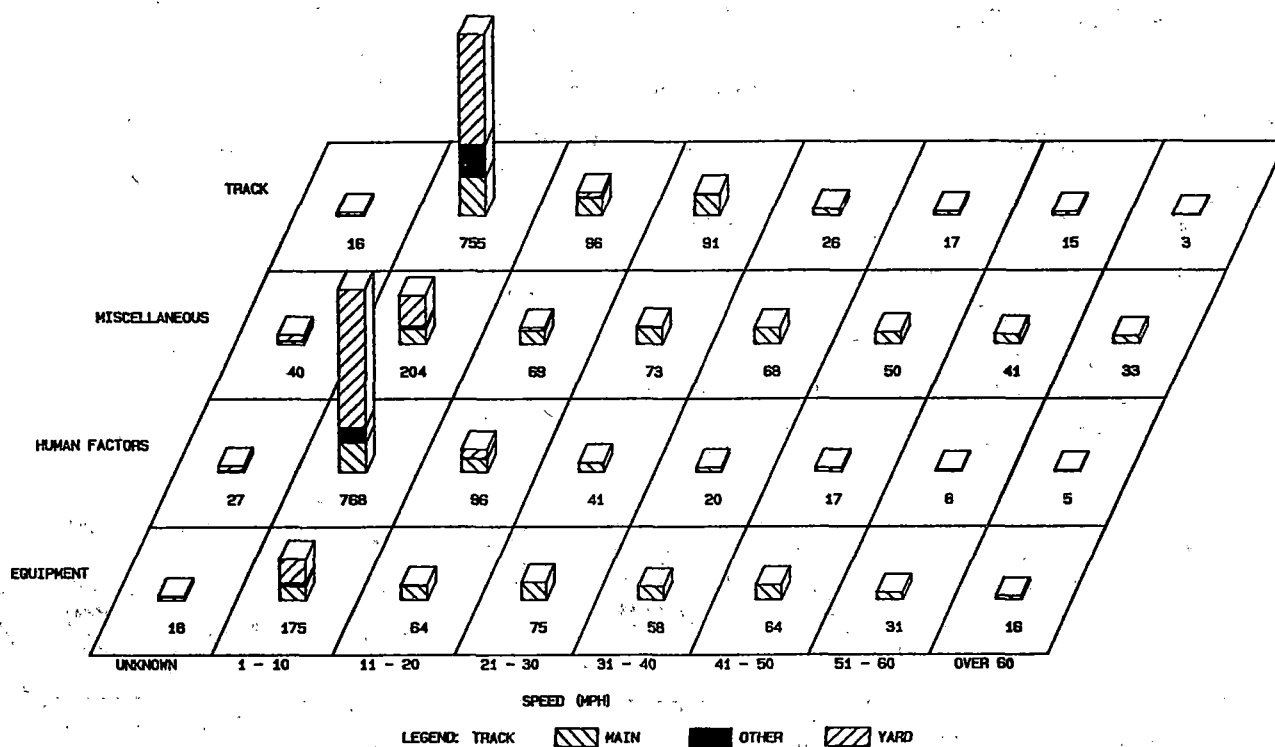 TRACK
16 755 96 91 26 17 15 3
MISCELLANEOUS
40 204 69 73 68 50 41 33
HUMAN FACTORS
27 768 96 41 20 17 6 5
EQUIPMENT
16 175 64 75 58 64 31 16
UNKNOWN 1 - 10 11 - 20 21 - 30 31 - 40 41 - 50 51 - 60 OVER 60
SPEED (MPH)
LEGEND: TRACK MAIN OTHER YARD